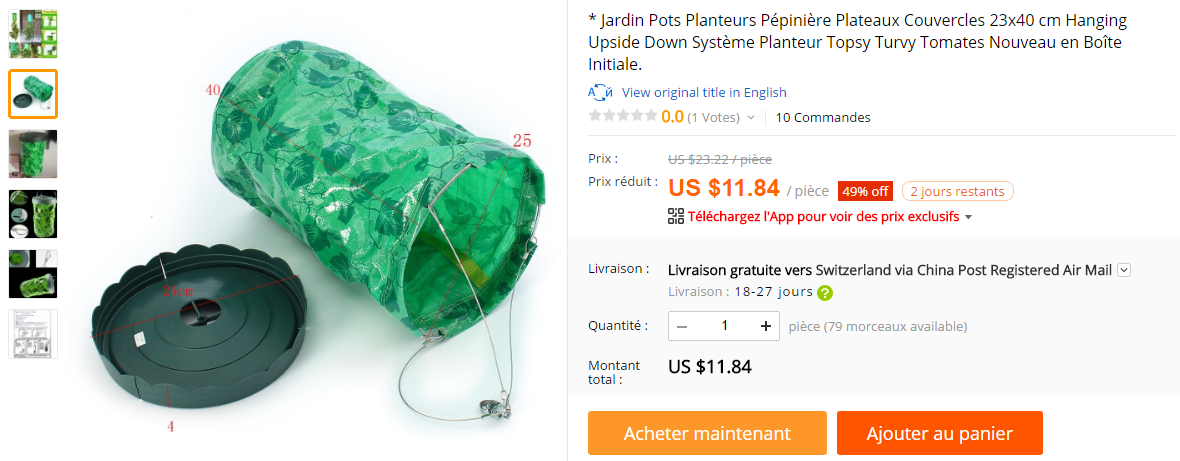 40
25
24cm
4
* Jardin Pots Planteurs Pépinière Plateaux Couvercles 23x40 cm Hanging
Upside Down Système Planteur Topsy Turvy Tomates Nouveau en Boîte
Initiale.
View original title in English
0.0 (1 Votes) 10 Commandes
Prix : US $23.22 / pièce
Prix réduit : US $11.84 / pièce 49% off 2 jours restants
Téléchargez l'App pour voir des prix exclusifs
Livraison : Livraison gratuite vers Switzerland via China Post Registered Air Mail
Livraison : 18-27 jours ?
Quantité : – 1 + pièce (79 morceaux available)
Montant
total : US $11.84
Acheter maintenant Ajouter au panier